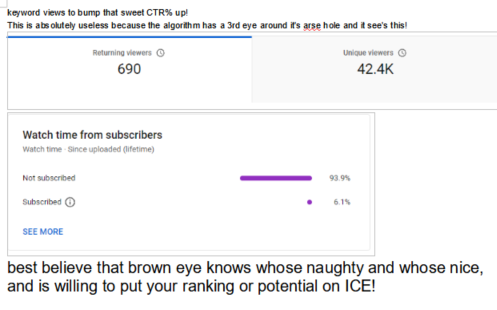 keyword views to bump that sweet CTR% up!
This is absolutely useless because the algorithm has a 3rd eye around it's arse hole and it see's this!
Returning viewers
Unique viewers
690
42.4K
Watch time from subscribers
Watch time · Since uploaded (lifetime)
Not subscribed 93.9%
Subscribed 6.1%
SEE MORE
best believe that brown eye knows whose naughty and whose nice,
and is willing to put your ranking or potential on ICE!